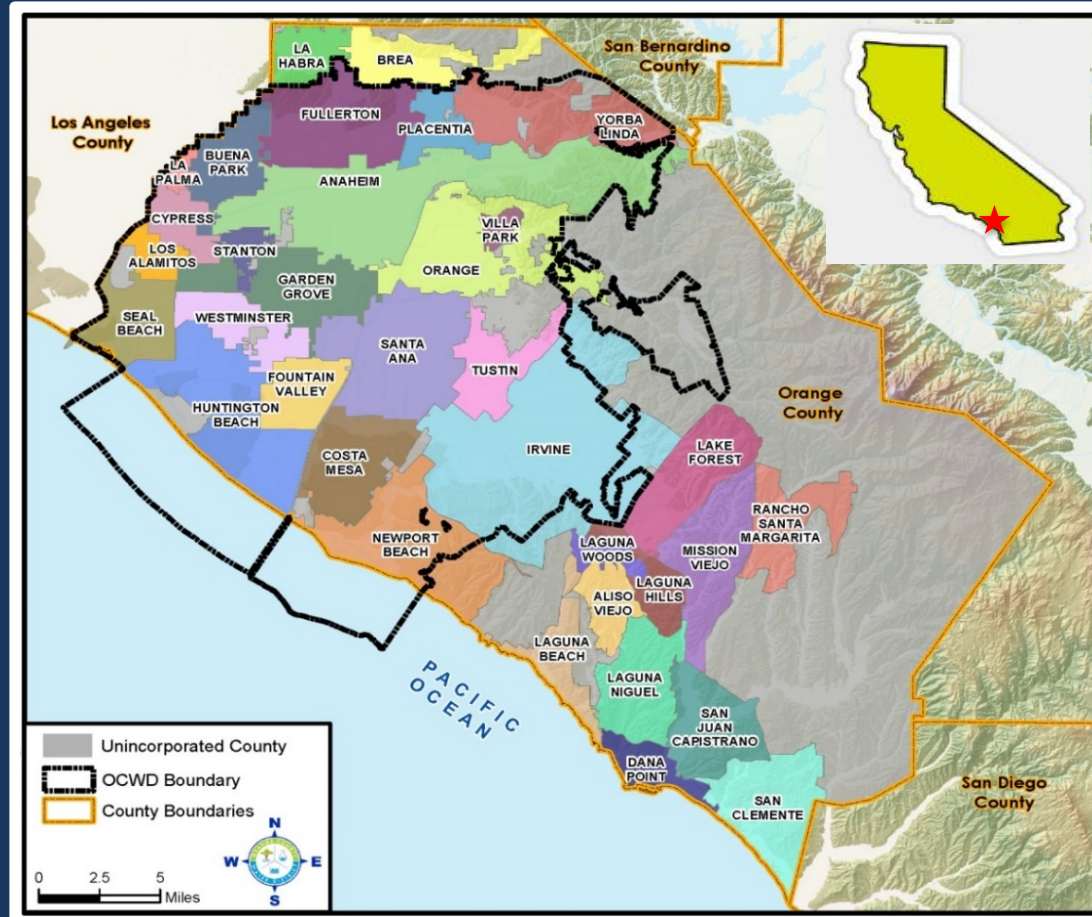 LA
HABRA
BREA
San Bernardino
County
Los Angeles
County
FULLERTON
PLACENTIA
YORBA
LINDA
BUENA
PARK
LA
PALMA
ANAHEIM
CYPRESS
VILLA
PARK
STANTON
LOS
ALAMITOS
ORANGE
GARDEN
GROVE
SEAL
BEACH
WESTMINSTER
SANTA
ANA
TUSTIN
FOUNTAIN
VALLEY
Orange
County
HUNTINGTON
BEACH
IRVINE
LAKE
FOREST
COSTA
MESA
RANCHO
SANTA
MARGARITA
NEWPORT
BEACH
LAGUNA
WOODS
MISSION
VIEJO
LAGUNA
HILLS
ALISO
VIEJO
LAGUNA
BEACH
LAGUNA
NIGUEL
PACIFIC
OCEAN
SAN
JUAN
CAPISTRANO
DANA
POINT
SAN
CLEMENTE
San Diego
County
Unincorporated County
OCWD Boundary
County Boundaries
N
W
E
S
0 2.5 5
Miles